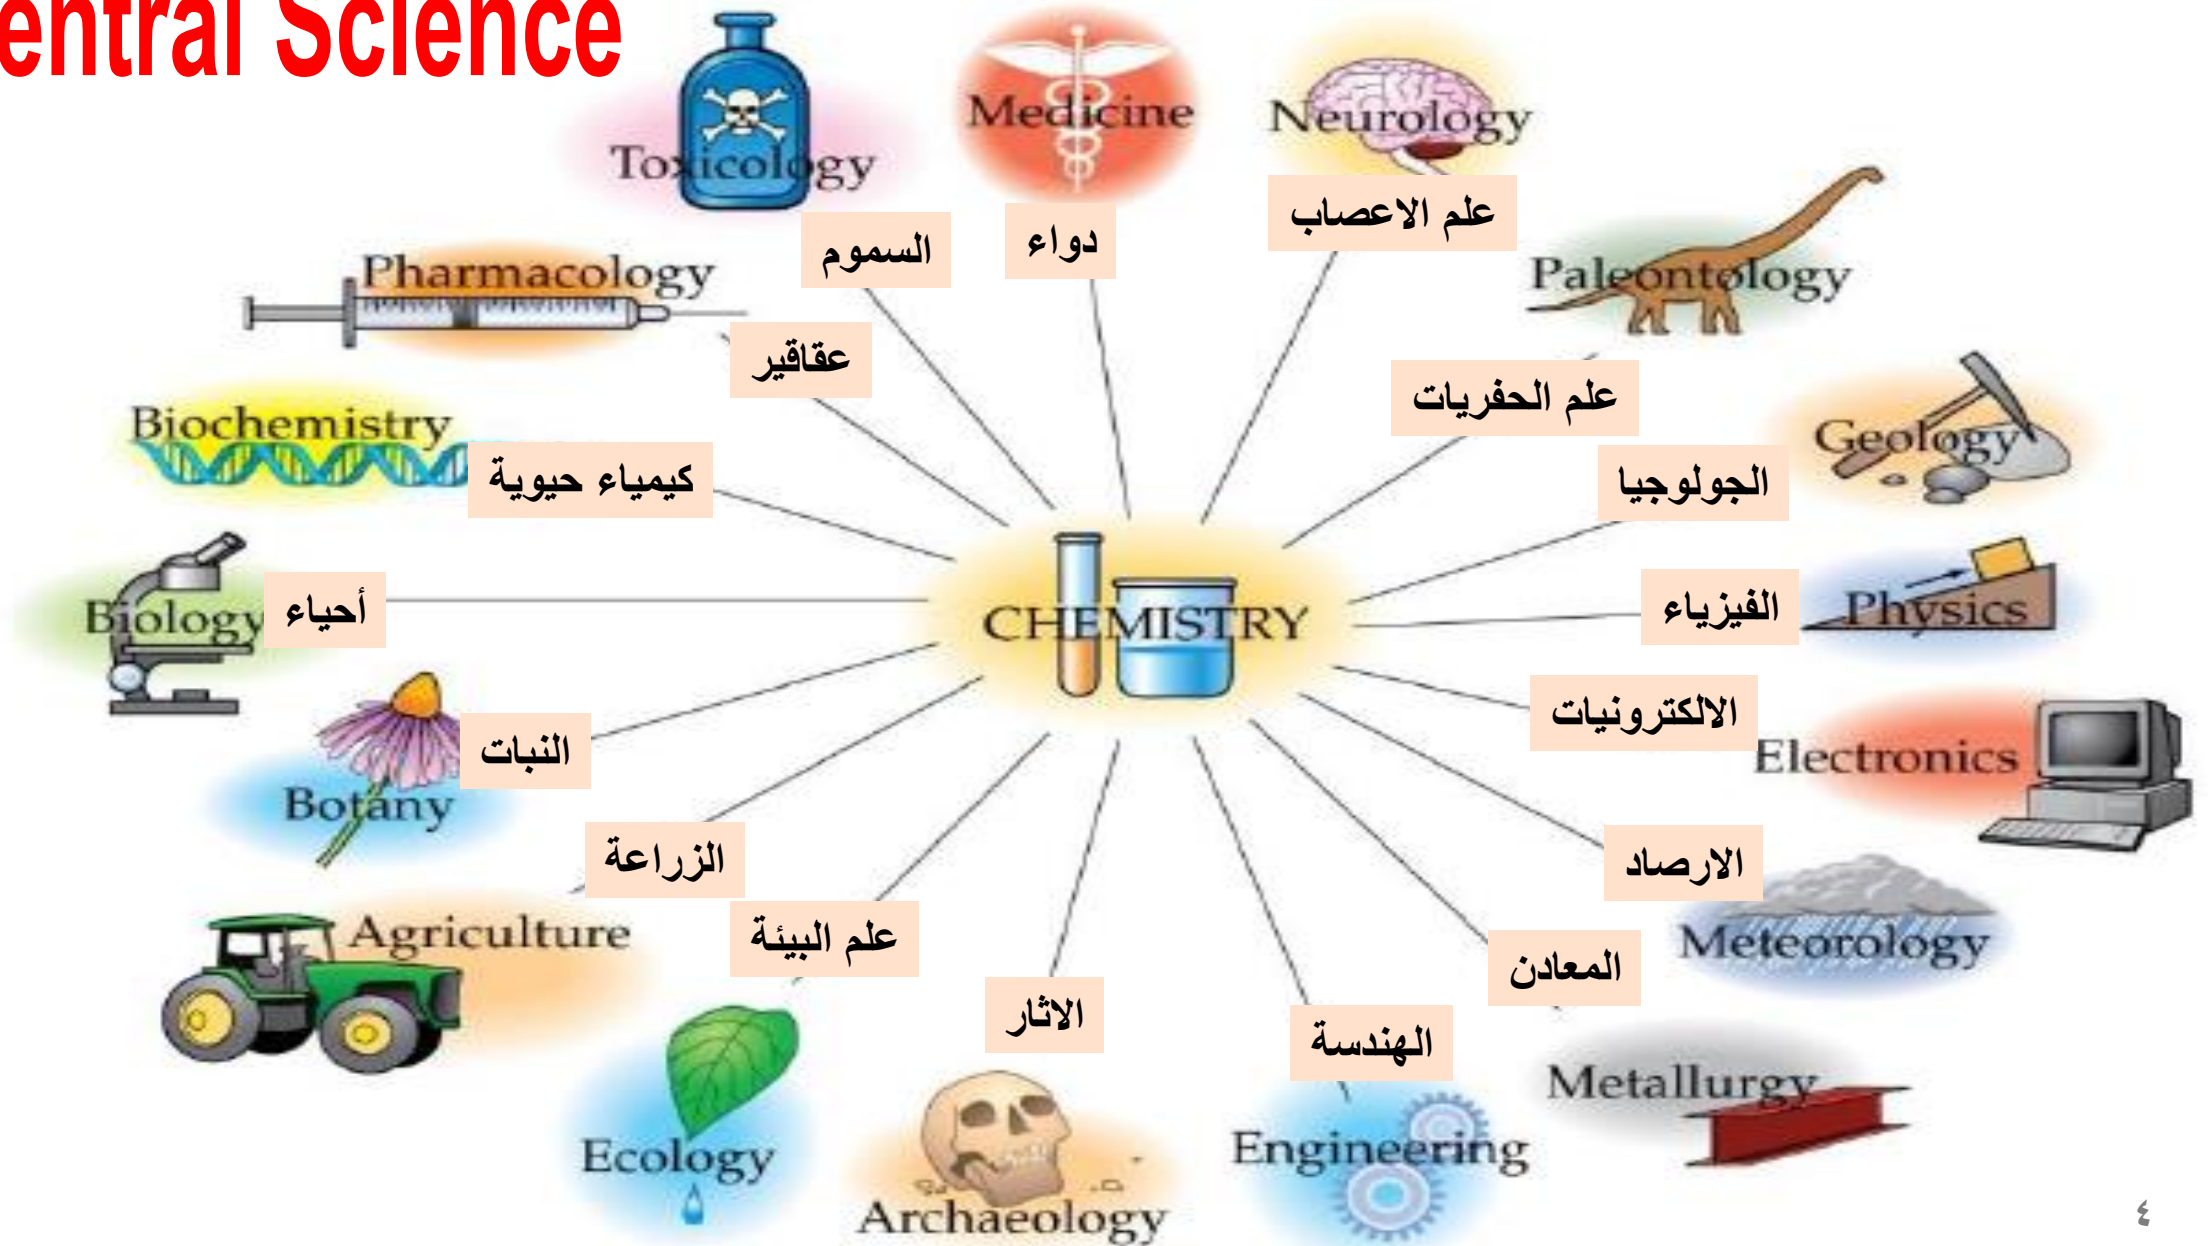 entral Science
Toxicology
السموم
Medicine
دواء
Neurology
علم الاعصاب
Paleontology
علم الحفريات
Geology
الجولوجيا
Physics
الفيزياء
Electronics
الالكترونيات
Meteorology
الارصاد
Metallurgy
المعادن
Engineering
الهندسة
Archaeology
الاثار
Ecology
علم البيئة
Agriculture
الزراعة
Botany
النبات
Biology
أحياء
Biochemistry
كيمياء حيوية
Pharmacology
عقاقير
CHEMISTRY
٤